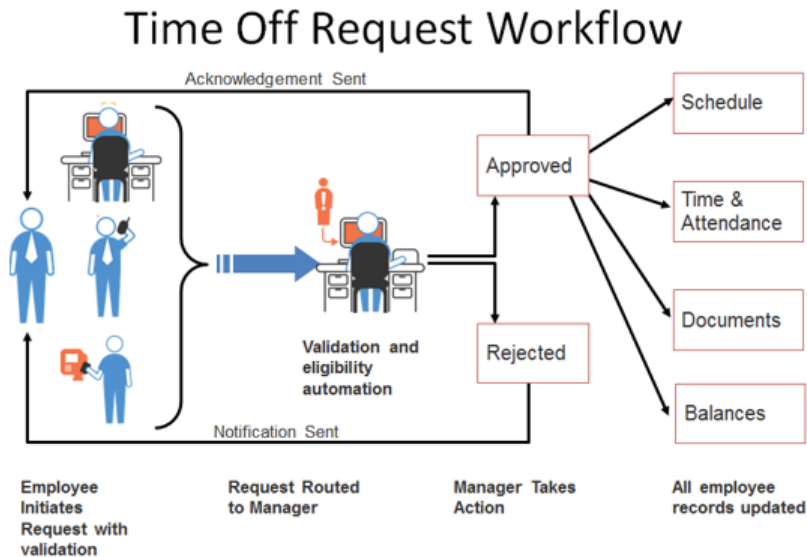 Time Off Request Workflow
Acknowledgement Sent
Schedule
Approved
Time &
Attendance
Validation and
eligibility
automation
Documents
Rejected
Balances
Notification Sent
Employee
Initiates
Request with
validation
Request Routed
to Manager
Manager Takes
Action
All employee
records updated